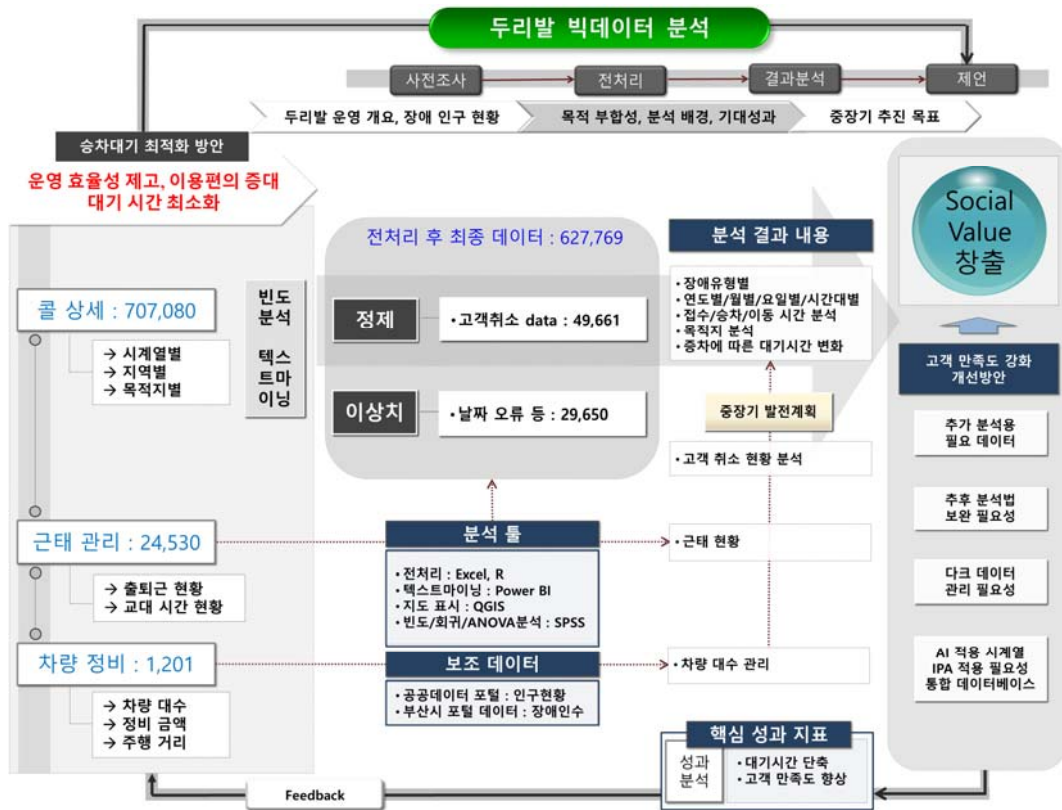 두리발 빅데이터 분석
사전조사
전처리
결과분석
제언
두리발 운영 개요, 장애 인구 현황
목적 부합성, 분석 배경, 기대성과
중장기 추진 목표
승차대기 최적화 방안
운영 효율성 제고, 이용편의 증대
대기 시간 최소화
콜 상세 : 707,080
→ 시계열별
→ 지역별
→ 목적지별
빈도
분석
텍스
트마
이닝
전처리 후 최종 데이터 : 627,769
정제
• 고객취소 data : 49,661
이상치
• 날짜 오류 등 : 29,650
분석 결과 내용
• 장애유형별
• 연도별/월별/요일별/시간대별
• 접수/승차/이동 시간 분석
• 목적지 분석
• 증차에 따른 대기시간 변화
중장기 발전계획
• 고객 취소 현황 분석
• 근태 현황
• 차량 대수 관리
Social
Value
창출
고객 만족도 강화
개선방안
추가 분석용
필요 데이터
추후 분석법
보완 필요성
다크 데이터
관리 필요성
AI 적용 시계열
IPA 적용 필요성
통합 데이터베이스
근태 관리 : 24,530
→ 출퇴근 현황
→ 교대 시간 현황
차량 정비 : 1,201
→ 차량 대수
→ 정비 금액
→ 주행 거리
분석 툴
• 전처리 : Excel, R
• 텍스트마이닝 : Power BI
• 지도 표시 : QGIS
• 빈도/회귀/ANOVA분석 : SPSS
보조 데이터
• 공공데이터 포털 : 인구현황
• 부산시 포털 데이터 : 장애인수
핵심 성과 지표
성과
분석
• 대기시간 단축
• 고객 만족도 향상
Feedback